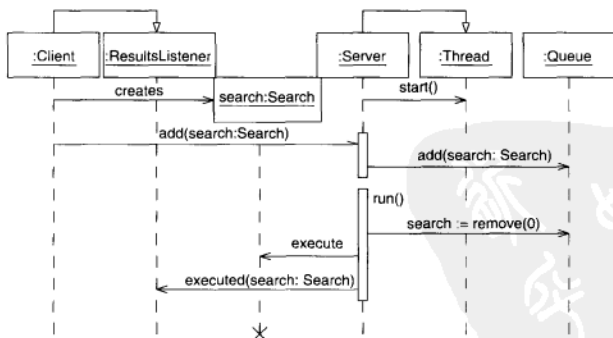 :Client
:ResultsListener
:Server
:Thread
:Queue
creates
search:Search
start()
add(search:Search)
add(search: Search)
run()
search := remove(0)
execute
executed(search: Search)